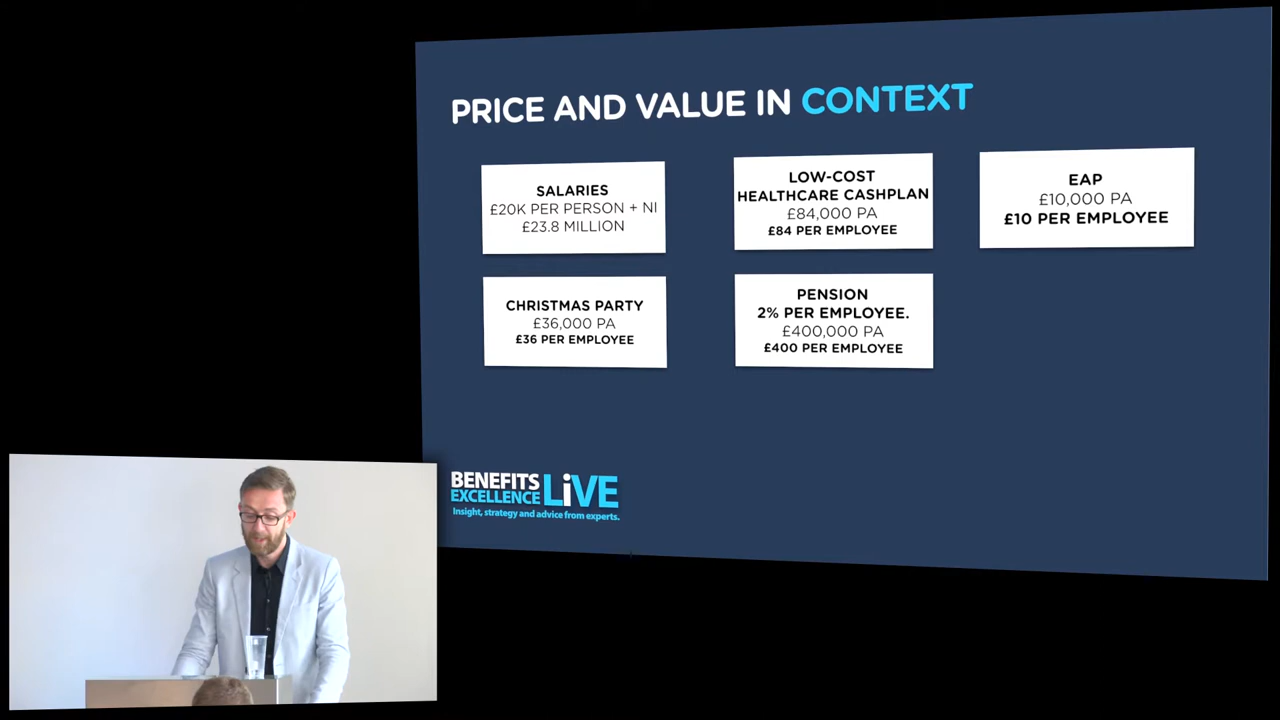 PRICE AND VALUE IN CONTEXT
SALARIES
£20K PER PERSON + NI
£23.8 MILLION
LOW-COST
HEALTHCARE CASHPLAN
£84,000 PA
£84 PER EMPLOYEE
EAP
£10,000 PA
£10 PER EMPLOYEE
CHRISTMAS PARTY
£36,000 PA
£36 PER EMPLOYEE
PENSION
2% PER EMPLOYEE.
£400,000 PA
£400 PER EMPLOYEE
BENEFITS
EXCELLENCE LiVE
Insight, strategy and advice from experts.